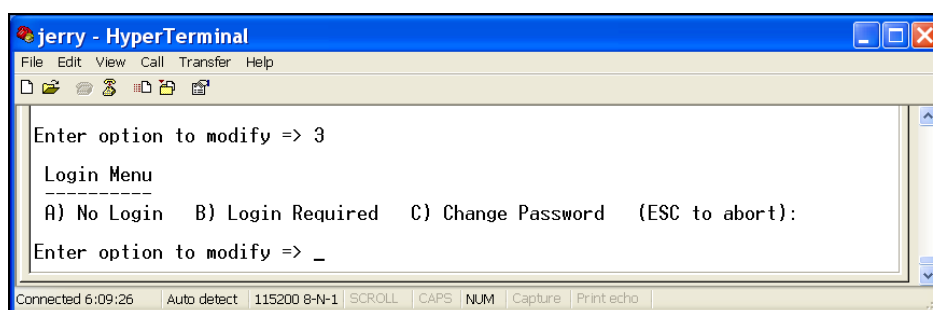 jerry - HyperTerminal
File Edit View Call Transfer Help
Enter option to modify => 3
Login Menu
----------
A) No Login   B) Login Required   C) Change Password   (ESC to abort):
Enter option to modify => _
Connected 6:09:26 Auto detect 115200 8-N-1 SCROLL CAPS NUM Capture Print echo